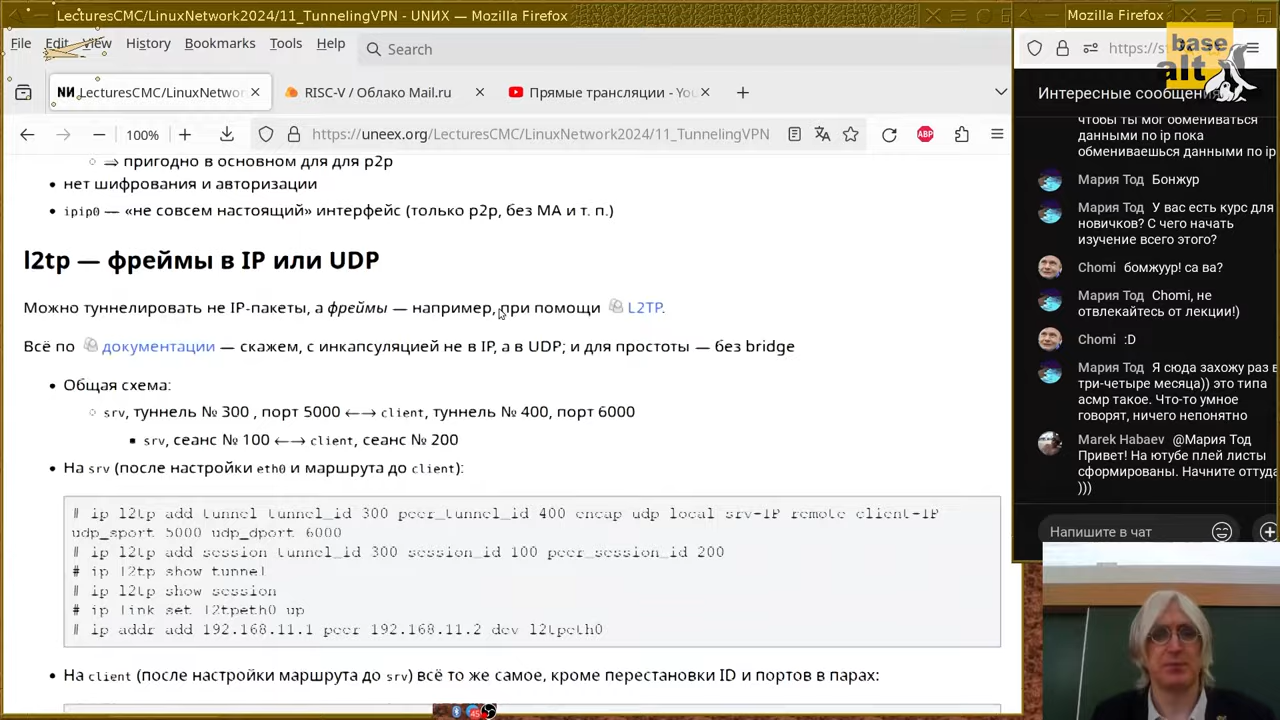 LecturesCMC/LinuxNetwork2024/11_TunnelingVPN - UNИX — Mozilla Firefox
File Edit View History Bookmarks Tools Help
Search
NИ LecturesCMC/LinuxNetwor
RISC-V / Облако Mail.ru
Прямые трансляции - You
100%
https://uneex.org/LecturesCMC/LinuxNetwork2024/11_TunnelingVPN
ABP
⇒ пригодно в основном для для p2p
нет шифрования и авторизации
ipip0 — «не совсем настоящий» интерфейс (только p2p, без MA и т. п.)
l2tp — фреймы в IP или UDP
Можно туннелировать не IP-пакеты, а фреймы — например, при помощи L2TP.
Всё по документации — скажем, с инкапсуляцией не в IP, а в UDP; и для простоты — без bridge
Общая схема:
srv, туннель № 300 , порт 5000 ⟷ client, туннель № 400, порт 6000
srv, сеанс № 100 ⟷ client, сеанс № 200
На srv (после настройки eth0 и маршрута до client):
# ip l2tp add tunnel tunnel_id 300 peer_tunnel_id 400 encap udp local srv-IP remote client-IP
udp_sport 5000 udp_dport 6000
# ip l2tp add session tunnel_id 300 session_id 100 peer_session_id 200
# ip l2tp show tunnel
# ip l2tp show session
# ip link set l2tpeth0 up
# ip addr add 192.168.11.1 peer 192.168.11.2 dev l2tpeth0
На client (после настройки маршрута до srv) всё то же самое, кроме перестановки ID и портов в парах:
Mozilla Firefox
https://s
base
alt
Интересные сообщения
чтобы ты мог обмениваться
данными по ip пока
обмениваешься данными по ip
Мария Тод Бонжур
Мария Тод У вас есть курс для
новичков? С чего начать
изучение всего этого?
Chomi бомжуур! са ва?
Мария Тод Chomi, не
отвлекайтесь от лекции!)
Chomi :D
Мария Тод Я сюда захожу раз в
три-четыре месяца)) это типа
асмр такое. Что-то умное
говорят, ничего непонятно
Marek Habaev @Мария Тод
Привет! На ютубе плей листы
сформированы. Начните оттуда
)))
Напишите в чат